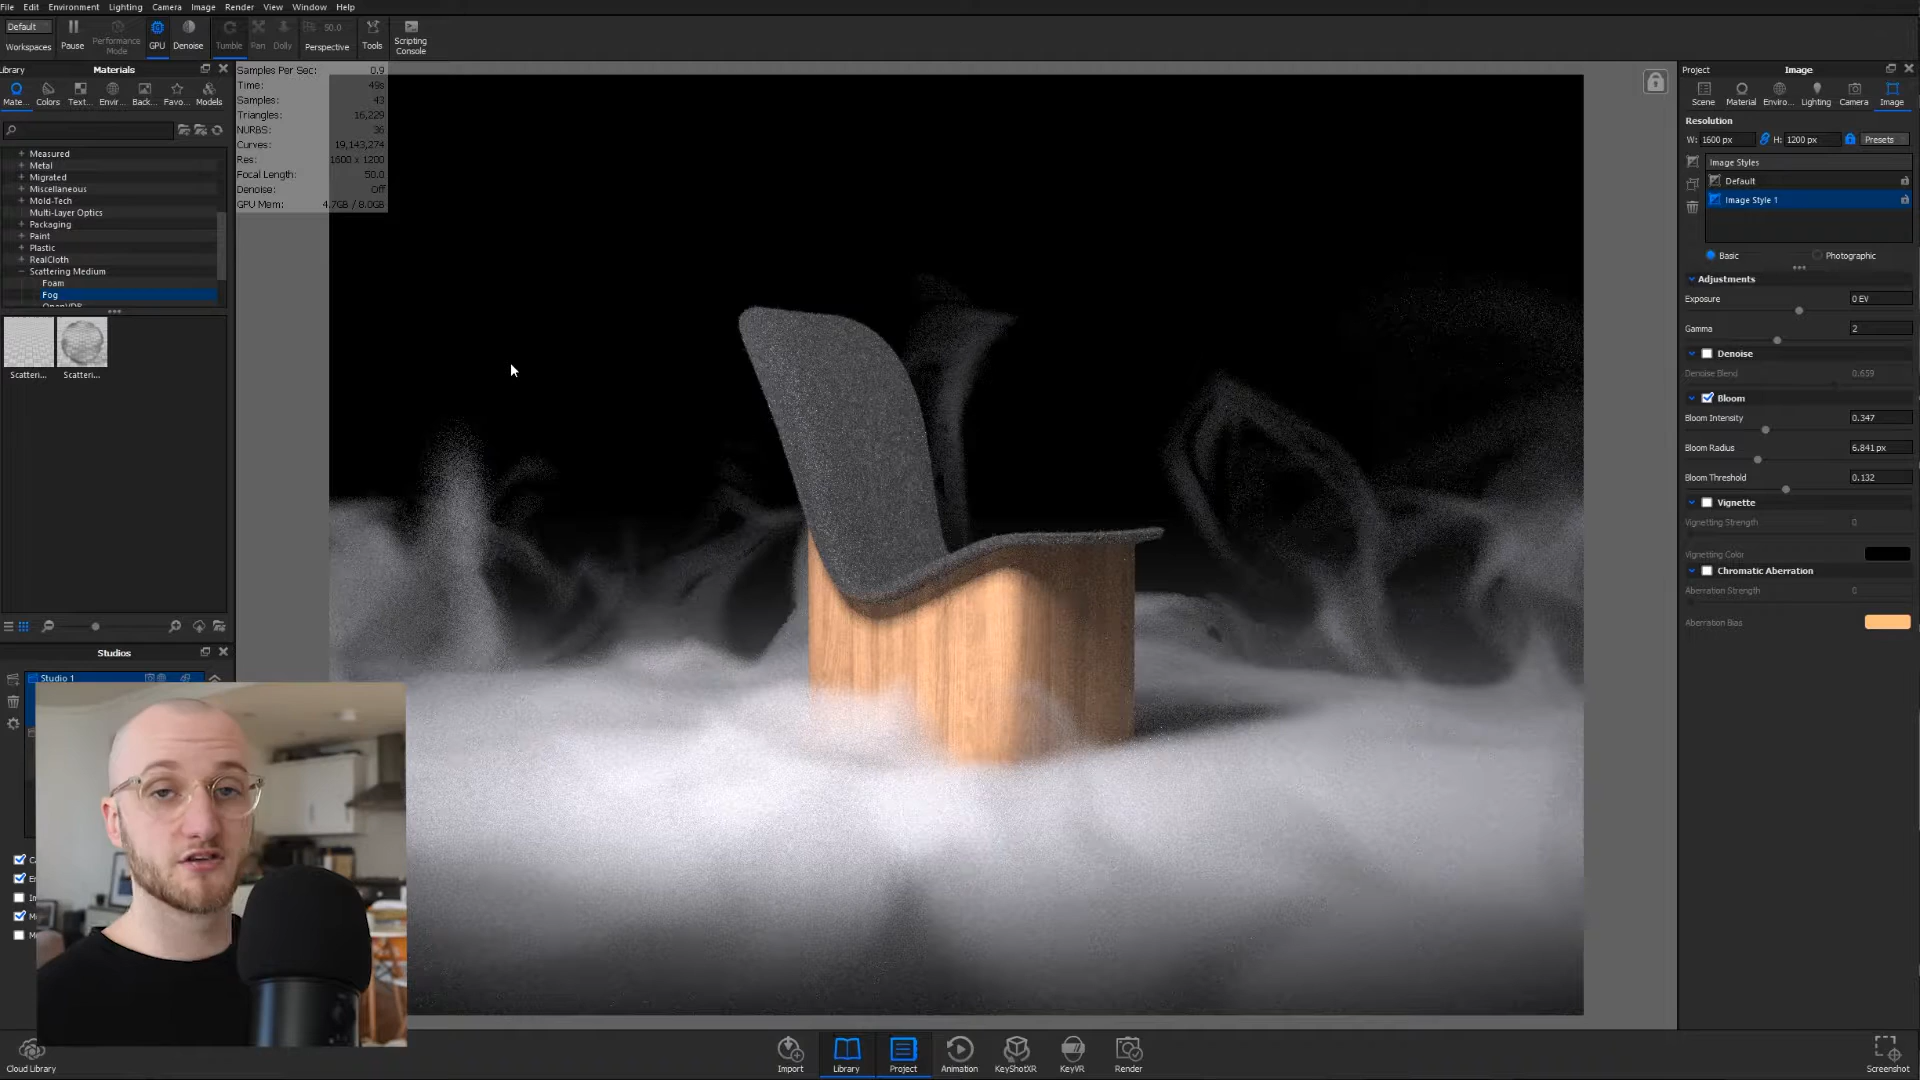 File Edit Environment Lighting Camera Image Render View Window Help
Default
Workspaces
Pause
Performance Mode
GPU
Denoise
Tumble
Pan
Dolly
50.0
Perspective
Tools
Scripting Console
Library Materials
Mate... Colors Text... Envir... Back... Favo... Models
Measured
Metal
Migrated
Miscellaneous
Mold-Tech
Multi-Layer Optics
Packaging
Paint
Plastic
RealCloth
Scattering Medium
Foam
Fog
OpenVDB
Scatteri... Scatteri...
Studios
Studio 1
Samples Per Sec: 0.9
Time: 49s
Samples: 43
Triangles: 16,229
NURBS: 36
Curves: 19,143,274
Res: 1600 x 1200
Focal Length: 50.0
Denoise: Off
GPU Mem: 4.7GB / 8.0GB
Project Image
Scene Material Enviro... Lighting Camera Image
Resolution
W: 1600 px H: 1200 px Presets
Image Styles
Default
Image Style 1
Basic Photographic
Adjustments
Exposure 0 EV
Gamma 2
Denoise
Denoise Blend 0.659
Bloom
Bloom Intensity 0.347
Bloom Radius 6.841 px
Bloom Threshold 0.132
Vignette
Vignetting Strength 0
Vignetting Color
Chromatic Aberration
Aberration Strength 0
Aberration Bias
Cloud Library
Import
Library
Project
Animation
KeyShotXR
KeyVR
Render
Screenshot